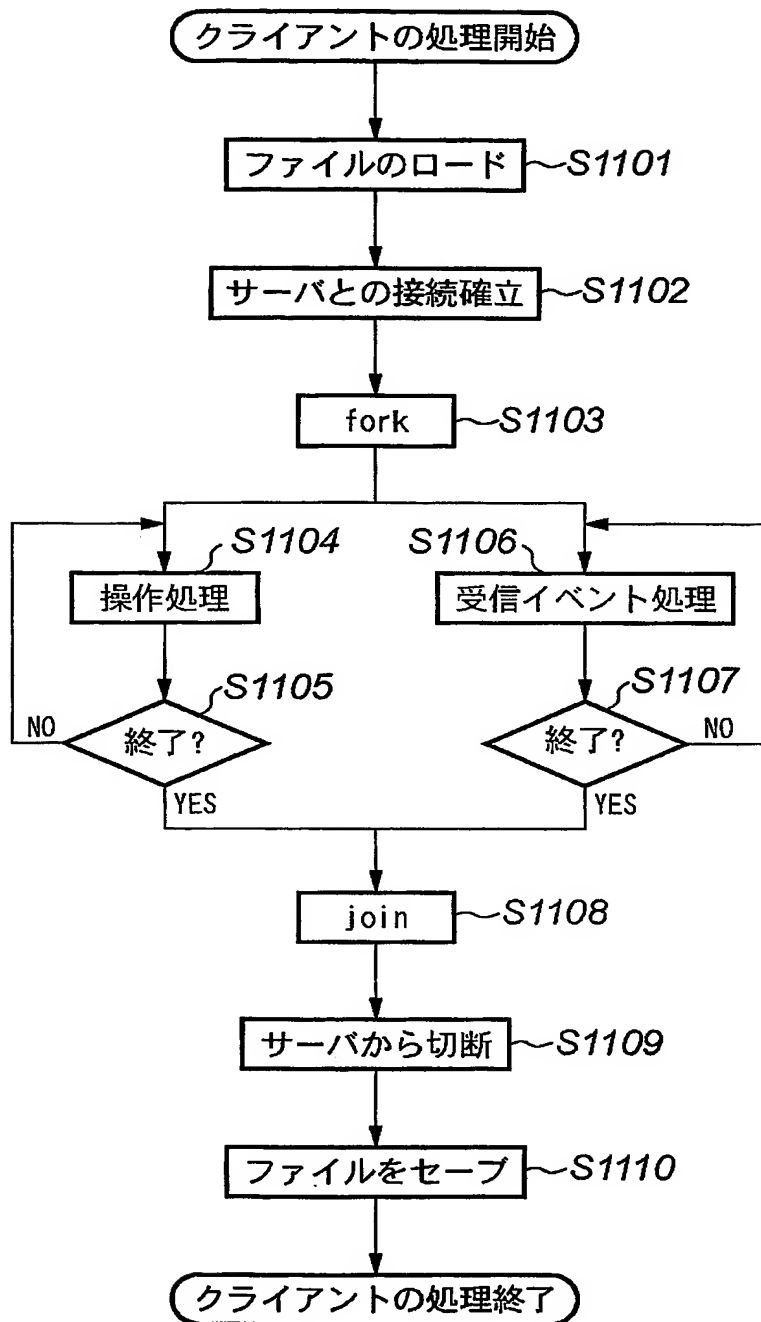 クライアントの処理開始
ファイルのロード S1101
サーバとの接続確立 S1102
fork S1103
S1104 S1106
操作処理 受信イベント処理
S1105 S1107
NO 終了? 終了? NO
YES YES
join S1108
サーバから切断 S1109
ファイルをセーブ S1110
クライアントの処理終了